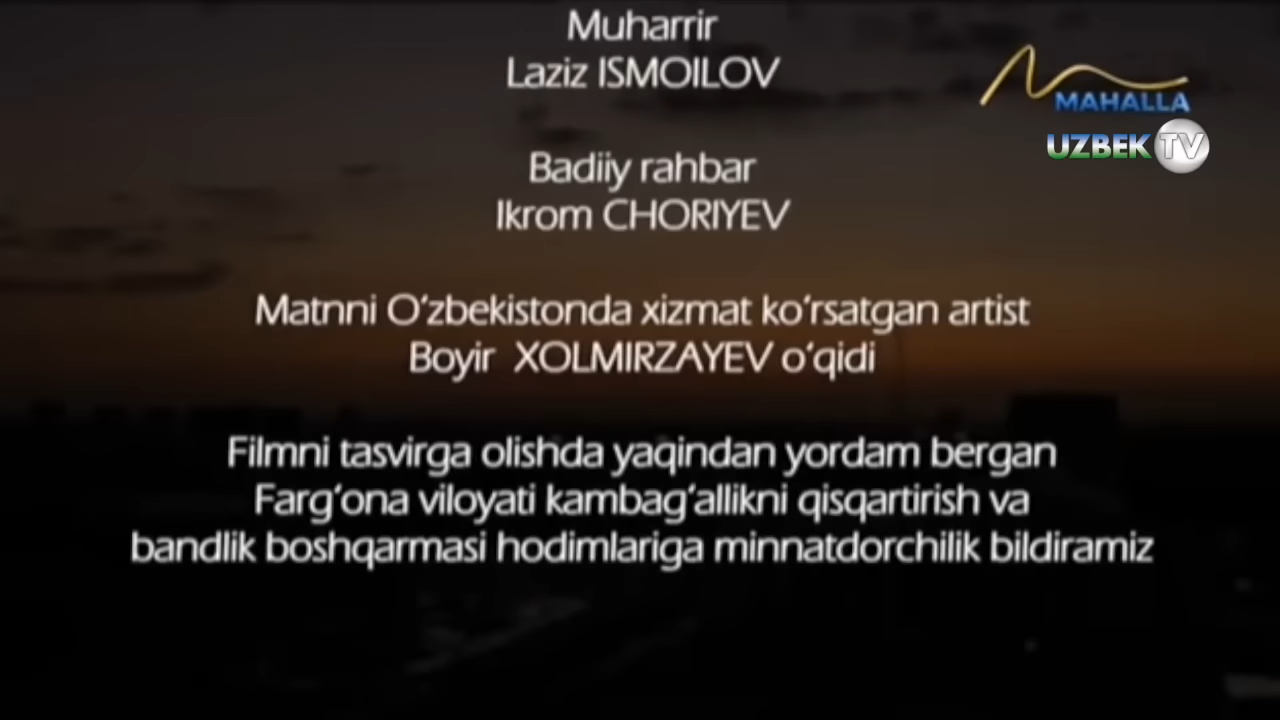 Muharrir
Laziz ISMOILOV
MAHALLA
UZBEK TV
Badiiy rahbar
Ikrom CHORIYEV
Matnni O‘zbekistonda xizmat ko‘rsatgan artist
Boyir XOLMIRZAYEV o‘qidi
Filmni tasvirga olishda yaqindan yordam bergan
Farg‘ona viloyati kambag‘allikni qisqartirish va
bandlik boshqarmasi hodimlariga minnatdorchilik bildiramiz